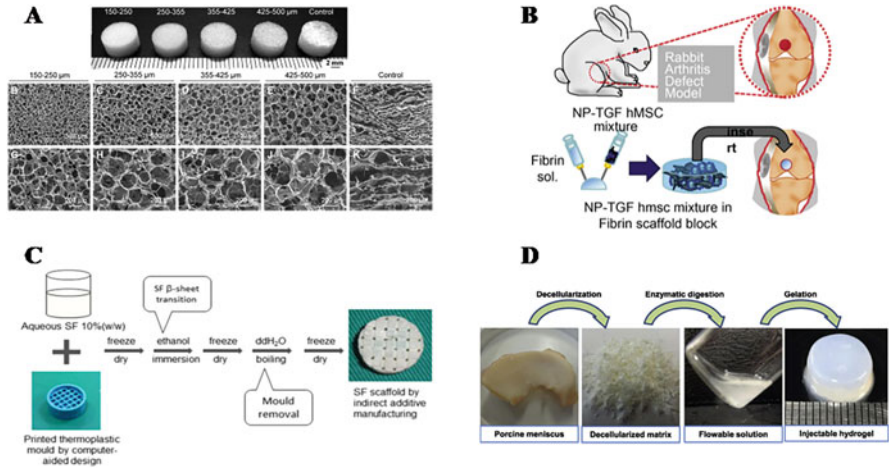 A
150-250
250-355
355-425
425-500 µm
Control
2 mm
150-250 µm
250-355 µm
355-425 µm
425-500 µm
Control
B
C
D
E
F
G
H
I
J
K
B
Rabbit
Arthritis
Defect
Model
NP-TGF hMSC
mixture
Fibrin
sol.
inse
rt
NP-TGF hmsc mixture in
Fibrin scaffold block
C
SF β-sheet
transition
Aqueous SF 10%(w/w)
freeze
dry
ethanol
immersion
freeze
dry
ddH₂O
boiling
freeze
dry
Mould
removal
SF scaffold by
indirect additive
manufacturing
Printed thermoplastic
mould by computer-
aided design
D
Decellularization
Enzymatic digestion
Gelation
Porcine meniscus
Decellularized matrix
Flowable solution
Injectable hydrogel